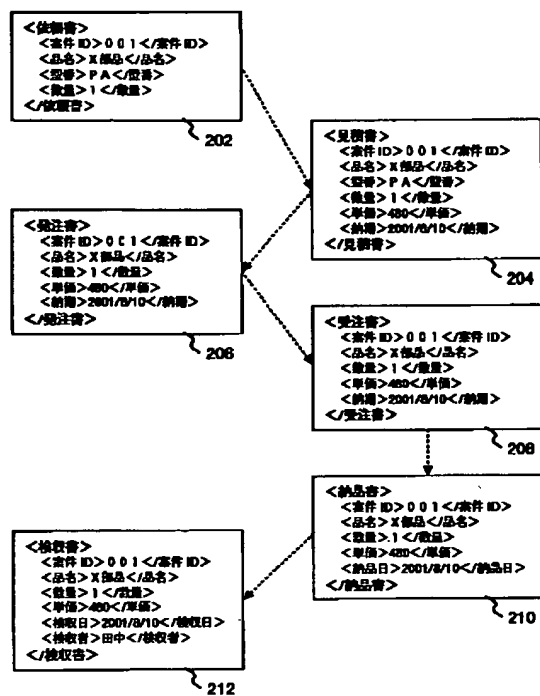 <依頼書>
<案件ID>001</案件ID>
<品名>X部品</品名>
<型番>PA</型番>
<数量>1</数量>
</依頼書>
202
<見積書>
<案件ID>001</案件ID>
<品名>X部品</品名>
<型番>PA</型番>
<数量>1</数量>
<単価>480</単価>
<納期>2001/8/10</納期>
</見積書>
204
<発注書>
<案件ID>001</案件ID>
<品名>X部品</品名>
<数量>1</数量>
<単価>480</単価>
<納期>2001/8/10</納期>
</発注書>
206
<受注書>
<案件ID>001</案件ID>
<品名>X部品</品名>
<数量>1</数量>
<単価>480</単価>
<納期>2001/8/10</納期>
</受注書>
208
<納品書>
<案件ID>001</案件ID>
<品名>X部品</品名>
<数量>1</数量>
<単価>480</単価>
<納品日>2001/8/10</納品日>
</納品書>
210
<検収書>
<案件ID>001</案件ID>
<品名>X部品</品名>
<数量>1</数量>
<単価>480</単価>
<検収日>2001/8/10</検収日>
<検収者>田中</検収者>
</検収書>
212